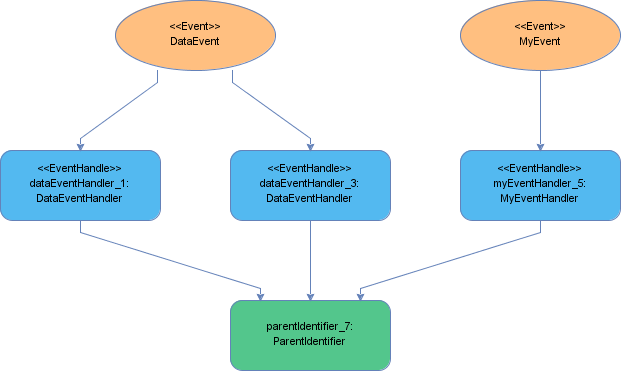 <<Event>>
DataEvent
<<Event>>
MyEvent
<<EventHandle>>
dataEventHandler_1:
DataEventHandler
<<EventHandle>>
dataEventHandler_3:
DataEventHandler
<<EventHandle>>
myEventHandler_5:
MyEventHandler
parentIdentifier_7:
ParentIdentifier